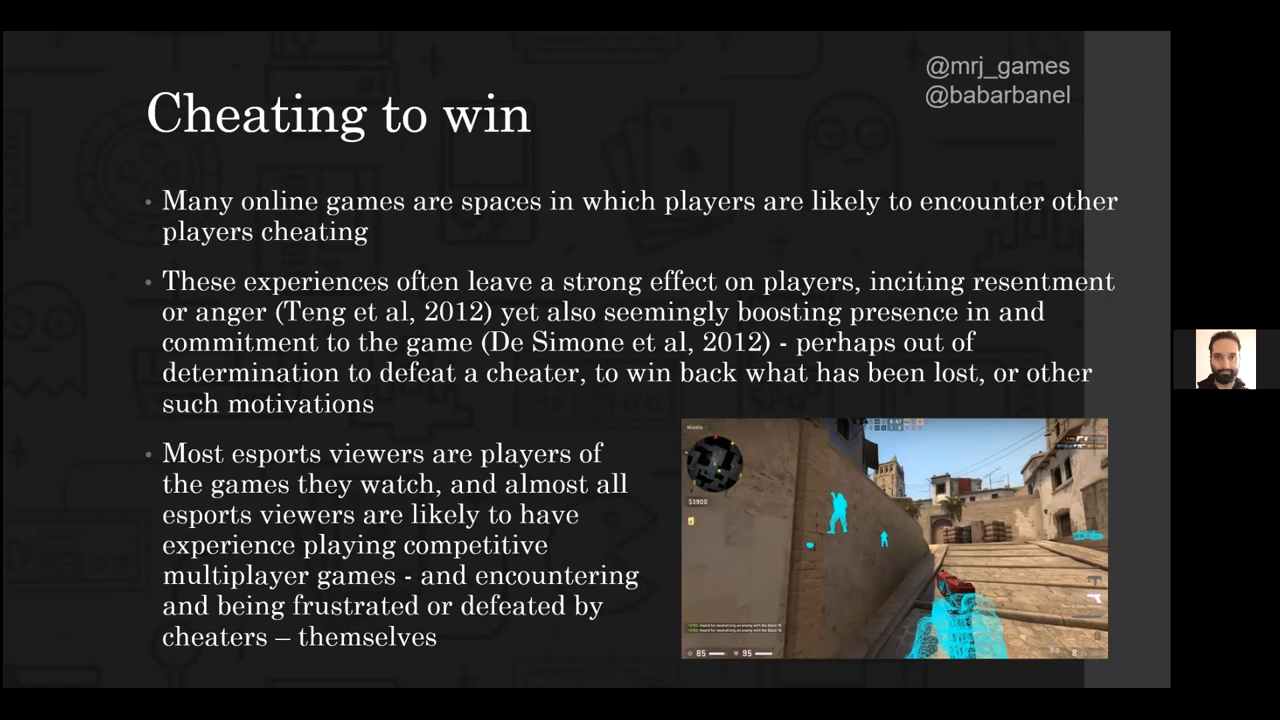 @mrj_games
@babarbanel
Cheating to win
• Many online games are spaces in which players are likely to encounter other
players cheating
• These experiences often leave a strong effect on players, inciting resentment
or anger (Teng et al, 2012) yet also seemingly boosting presence in and
commitment to the game (De Simone et al, 2012) - perhaps out of
determination to defeat a cheater, to win back what has been lost, or other
such motivations
• Most esports viewers are players of
the games they watch, and almost all
esports viewers are likely to have
experience playing competitive
multiplayer games - and encountering
and being frustrated or defeated by
cheaters – themselves
Middle
$3900
85
95
8